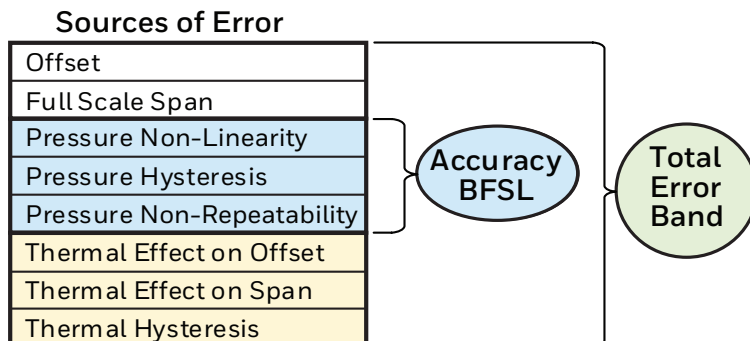 Sources of Error
Offset
Full Scale Span
Pressure Non-Linearity
Pressure Hysteresis
Pressure Non-Repeatability
Thermal Effect on Offset
Thermal Effect on Span
Thermal Hysteresis
Accuracy
BFSL
Total
Error
Band